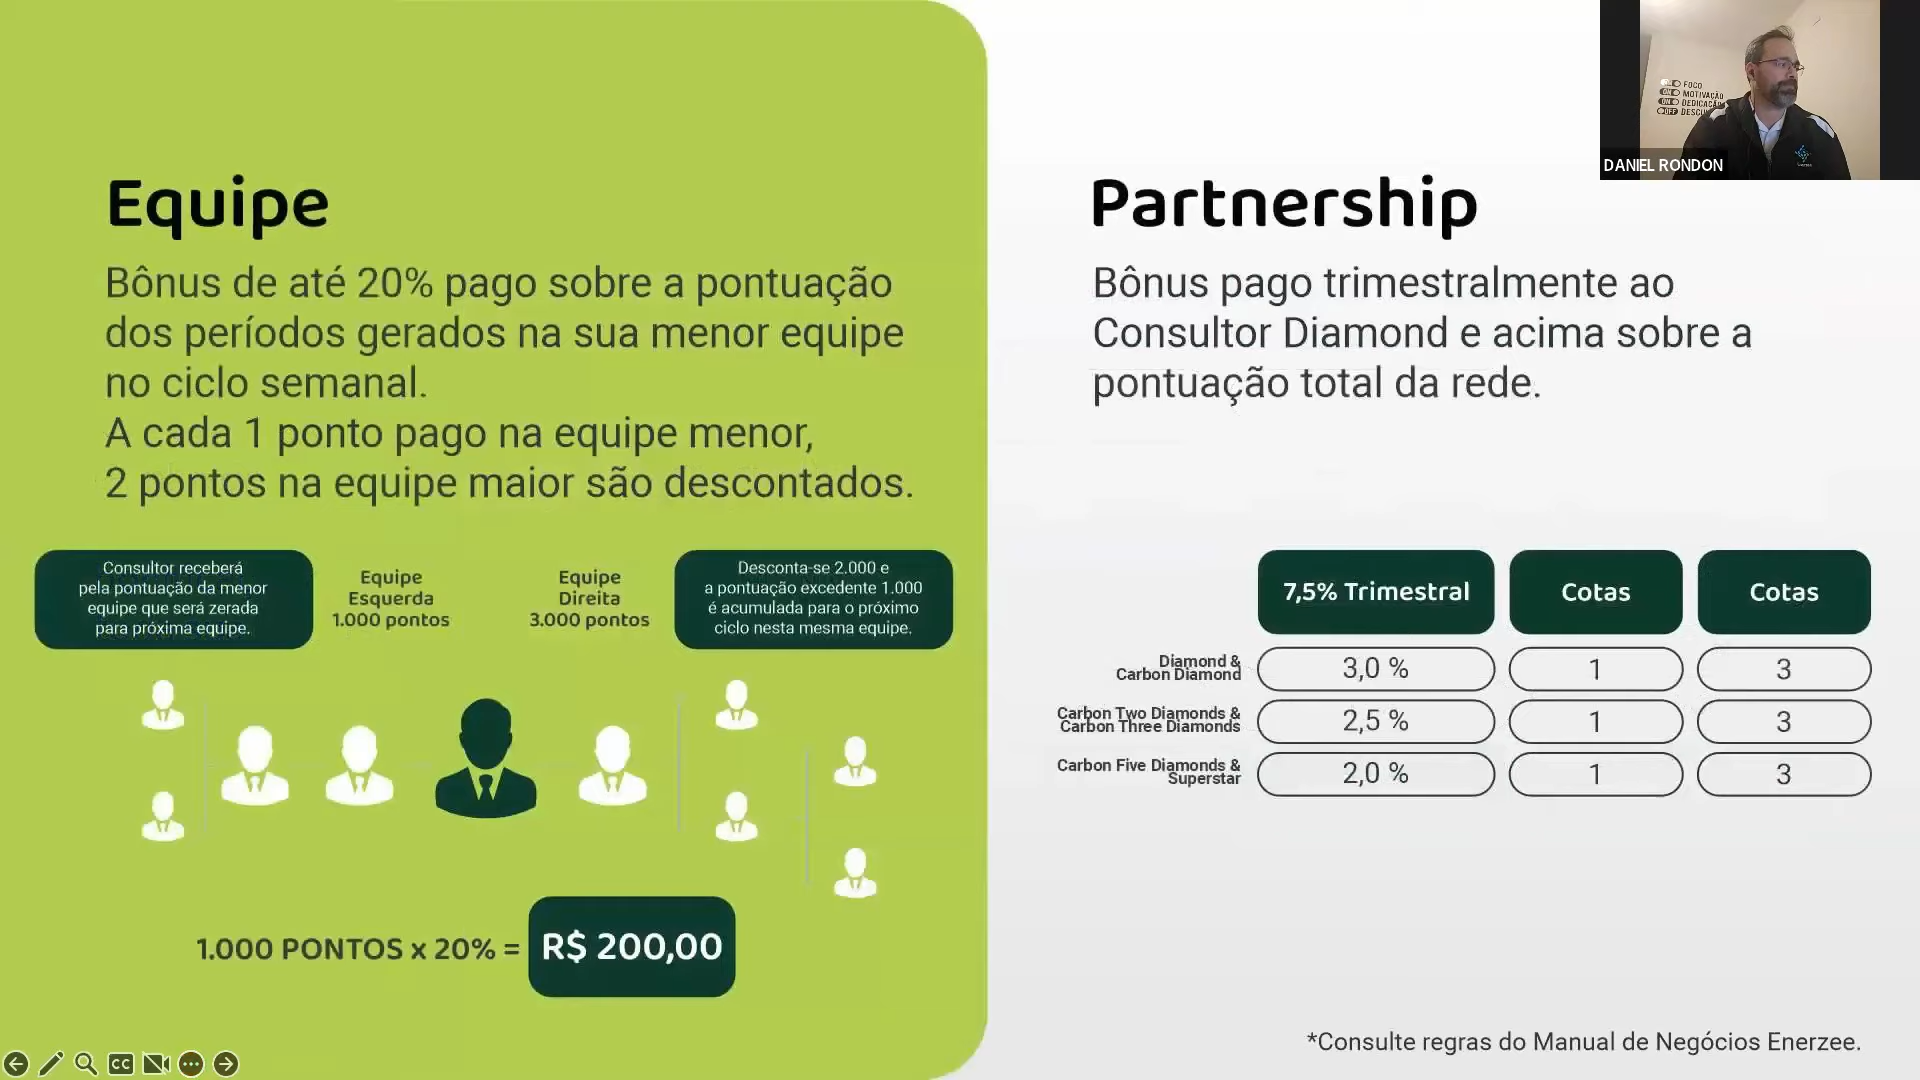 Equipe
Bônus de até 20% pago sobre a pontuação
dos períodos gerados na sua menor equipe
no ciclo semanal.
A cada 1 ponto pago na equipe menor,
2 pontos na equipe maior são descontados.
Consultor receberá
pela pontuação da menor
equipe que será zerada
para próxima equipe.
Equipe
Esquerda
1.000 pontos
Equipe
Direita
3.000 pontos
Desconta-se 2.000 e
a pontuação excedente 1.000
é acumulada para o próximo
ciclo nesta mesma equipe.
1.000 PONTOS x 20% =
R$ 200,00
CC
FOCO
MOTIVAÇÃO
ON DEDICAÇÃO
OFF DESCU
DANIEL RONDON
Partnership
Bônus pago trimestralmente ao
Consultor Diamond e acima sobre a
pontuação total da rede.
7,5% Trimestral
Cotas
Cotas
Diamond &
Carbon Diamond
3,0 %
1
3
Carbon Two Diamonds &
Carbon Three Diamonds
2,5 %
1
3
Carbon Five Diamonds &
Superstar
2,0 %
1
3
*Consulte regras do Manual de Negócios Enerzee.